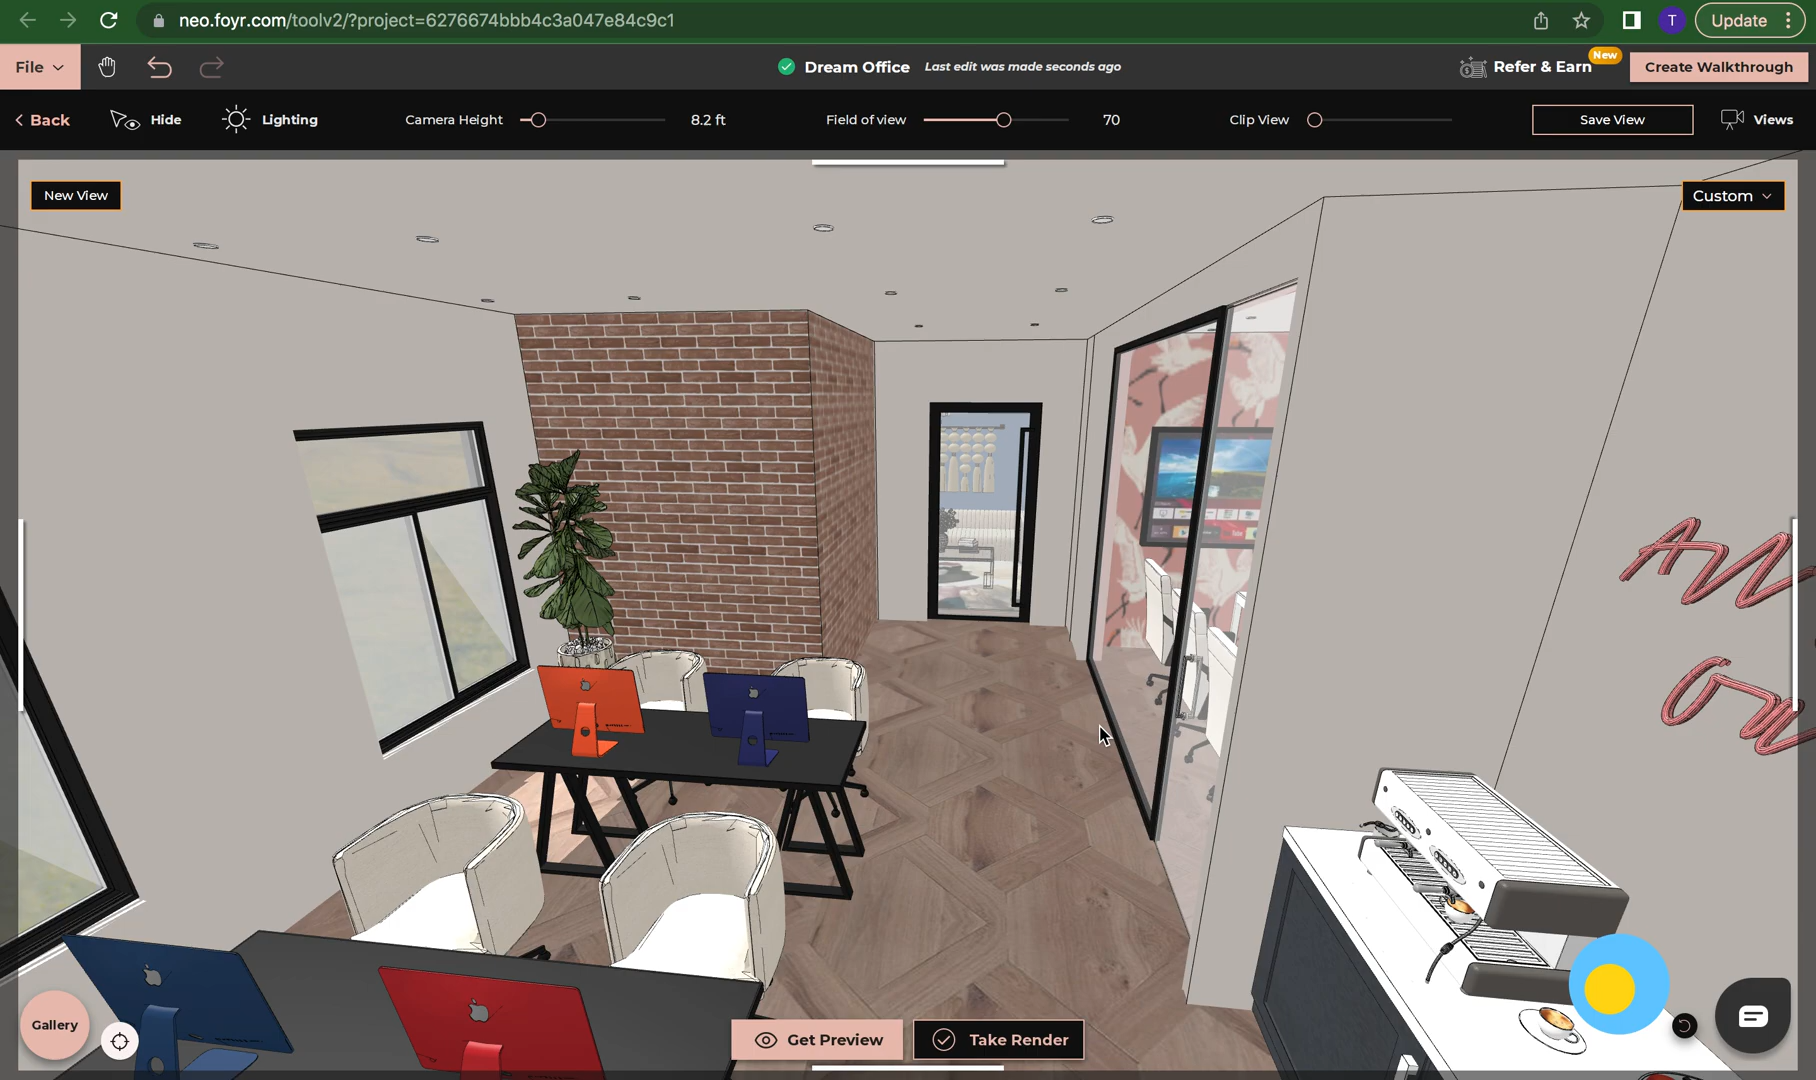 neo.foyr.com/toolv2/?project=6276674bbb4c3a047e84c9c1
T
Update
File
Dream Office
Last edit was made seconds ago
Refer & Earn
New
Create Walkthrough
Back
Hide
Lighting
Camera Height
8.2 ft
Field of view
70
Clip View
Save View
Views
New View
Custom
Gallery
Get Preview
Take Render